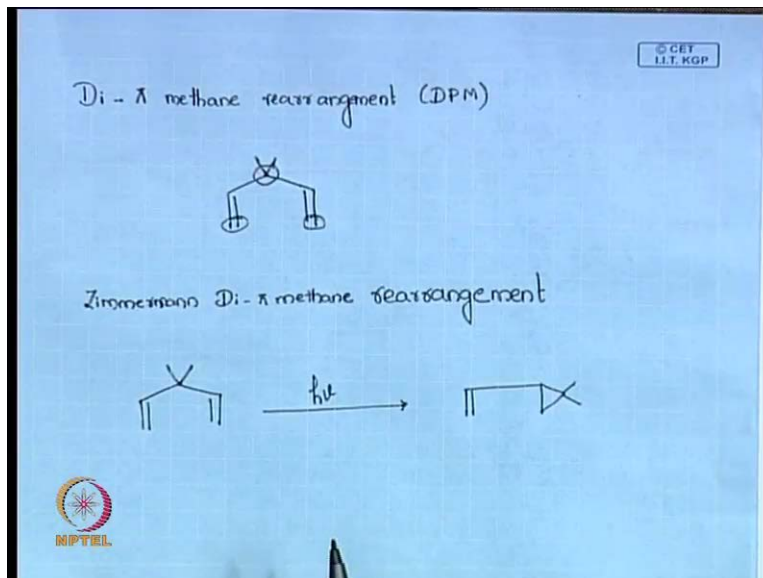 © CET
I.I.T. KGP
Di - π methane rearrangement (DPM)
Zimmermann Di - π methane rearrangement
hν
NPTEL